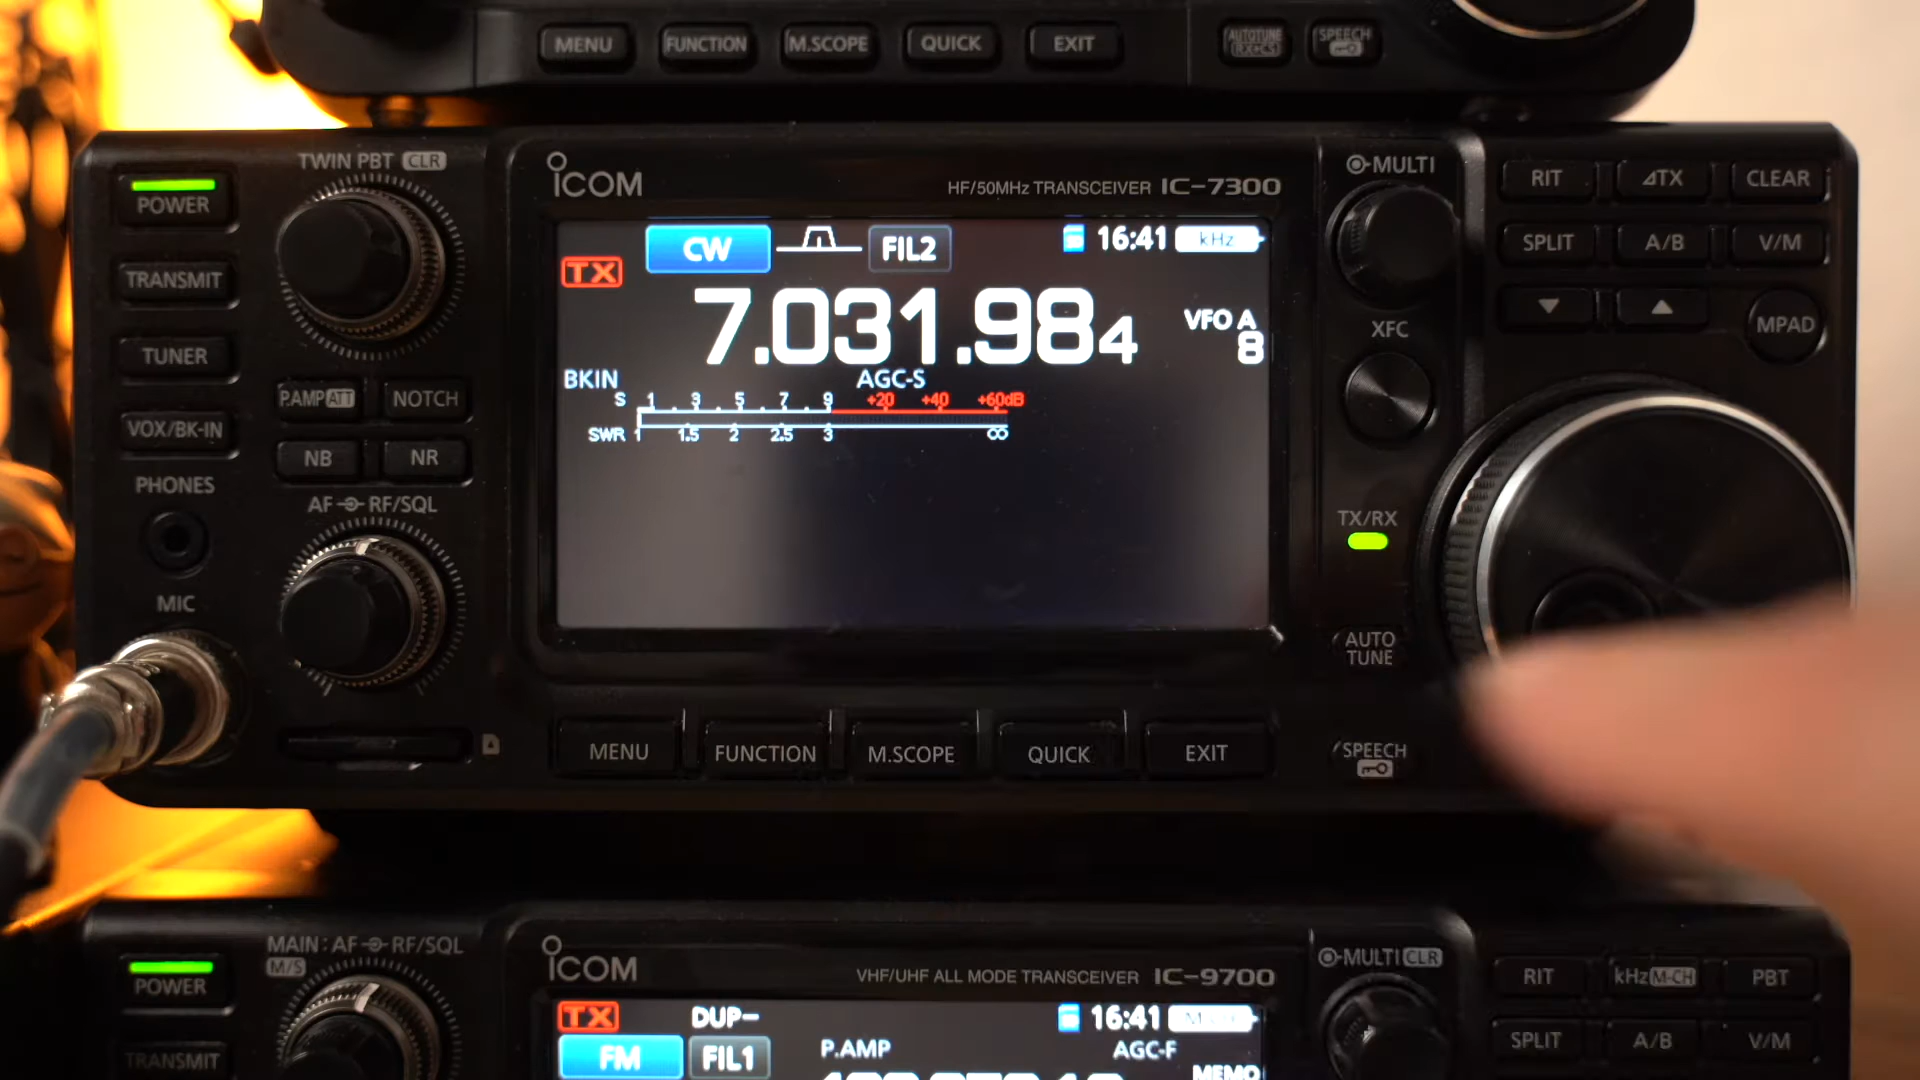 MENU FUNCTION M.SCOPE QUICK EXIT AUTOTUNE SPEECH
RX→CS
TWIN PBT CLR
POWER
TRANSMIT
TUNER
P.AMP ATT NOTCH
VOX/BK-IN
NB NR
PHONES
AF RF/SQL
MIC
ICOM
HF/50MHz TRANSCEIVER IC-7300
CW FIL2 16:41 kHz
TX
7.031.984
VFO A
8
BKIN AGC-S
S 1 3 5 7 9 +20 +40 +60dB
SWR 1 1.5 2 2.5 3 ∞
MENU FUNCTION M.SCOPE QUICK EXIT
MULTI
RIT ⊿TX CLEAR
SPLIT A/B V/M
▼ ▲ MPAD
XFC
TX/RX
AUTO
TUNE
SPEECH
MAIN:AF RF/SQL
M/S
POWER
TRANSMIT
ICOM
VHF/UHF ALL MODE TRANSCEIVER IC-9700
TX DUP− 16:41
FM FIL1 P.AMP AGC-F
MEMO
MULTI CLR
RIT kHz M-CH PBT
SPLIT A/B V/M